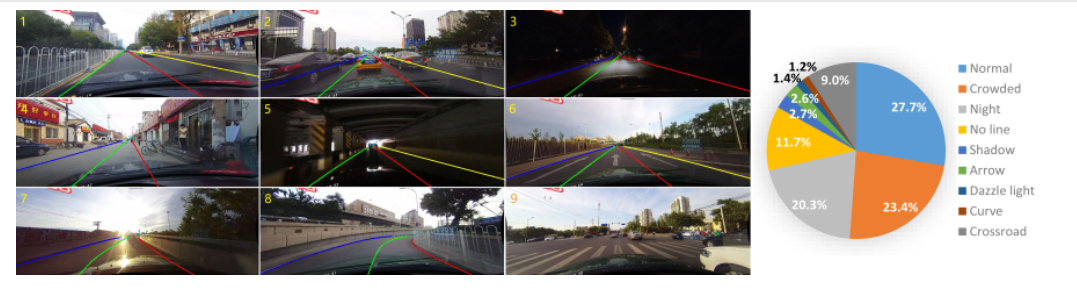 1
2
3
4
5
6
7
8
9
1.2%
1.4%
9.0%
2.6%
2.7%
27.7%
11.7%
20.3%
23.4%
Normal
Crowded
Night
No line
Shadow
Arrow
Dazzle light
Curve
Crossroad